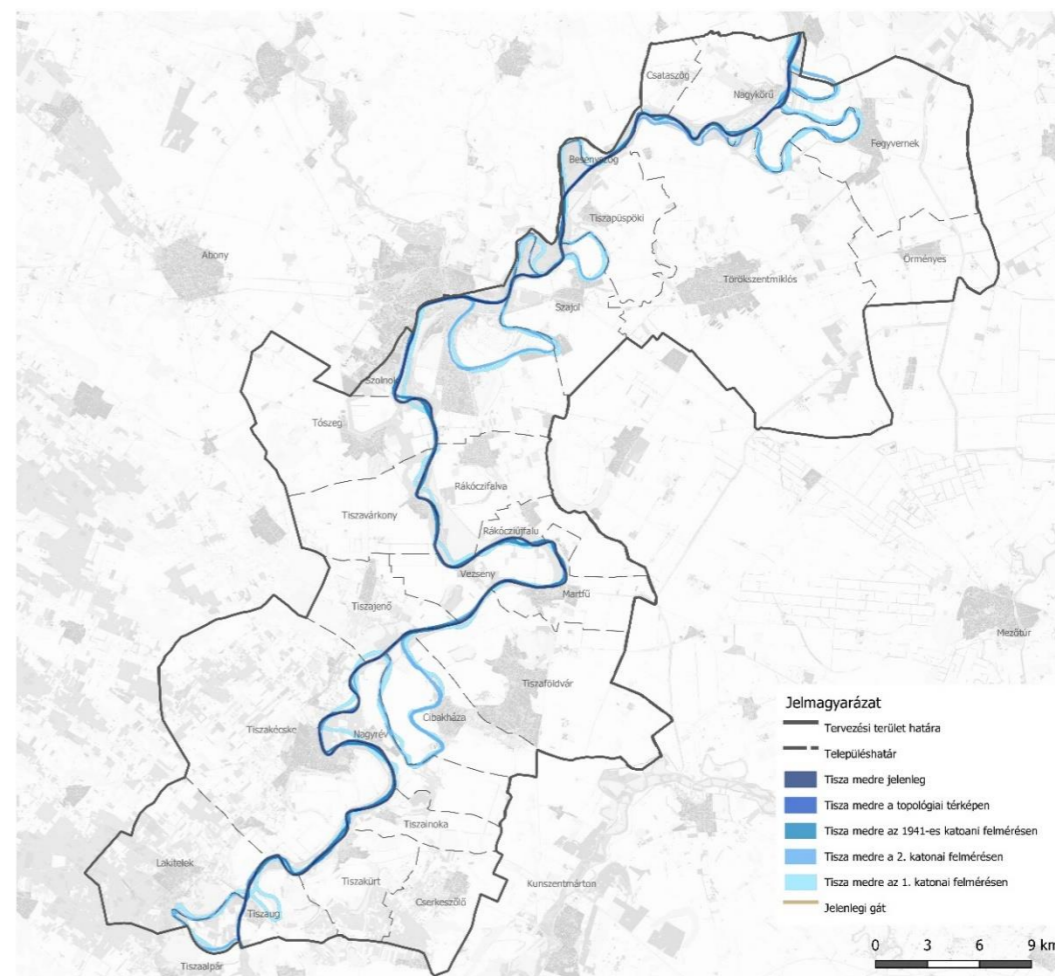 Csataszög
Nagykörű
Fegyvernek
Besenyszög
Tiszapüspöki
Abony
Törökszentmiklós
Örményes
Szajol
Szolnok
Tószeg
Rákóczifalva
Tiszavárkony
Rákócziújfalu
Vezseny
Martfű
Tiszajenő
Mezőtúr
Tiszaföldvár
Cibakháza
Tiszakécske
Nagyrév
Tiszainoka
Lakitelek
Tiszakürt
Kunszentmárton
Cserkeszőlő
Tiszaug
Tiszaalpár
Jelmagyarázat
Tervezési terület határa
Településhatár
Tisza medre jelenleg
Tisza medre a topológiai térképen
Tisza medre az 1941-es katoani felmérésen
Tisza medre a 2. katonai felmérésen
Tisza medre az 1. katonai felmérésen
Jelenlegi gát
0 3 6 9 km